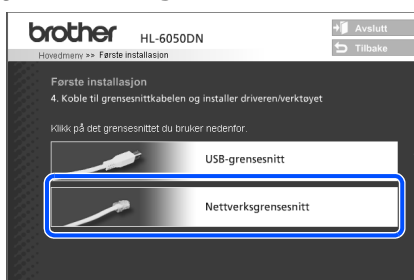 brother HL-6050DN
Avslutt
Tilbake
Hovedmeny >> Første installasjon
Første installasjon
4. Koble til grensesnittkabelen og installer driveren/verktøyet
Klikk på det grensesnittet du bruker nedenfor.
USB-grensesnitt
Nettverksgrensesnitt